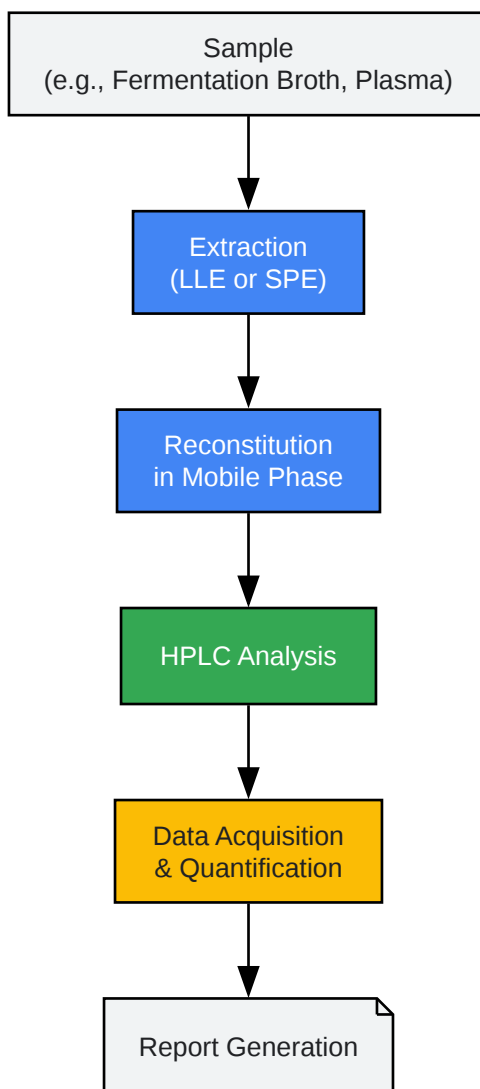 Sample
(e.g., Fermentation Broth, Plasma)
Extraction
(LLE or SPE)
Reconstitution
in Mobile Phase
HPLC Analysis
Data Acquisition
& Quantification
Report Generation